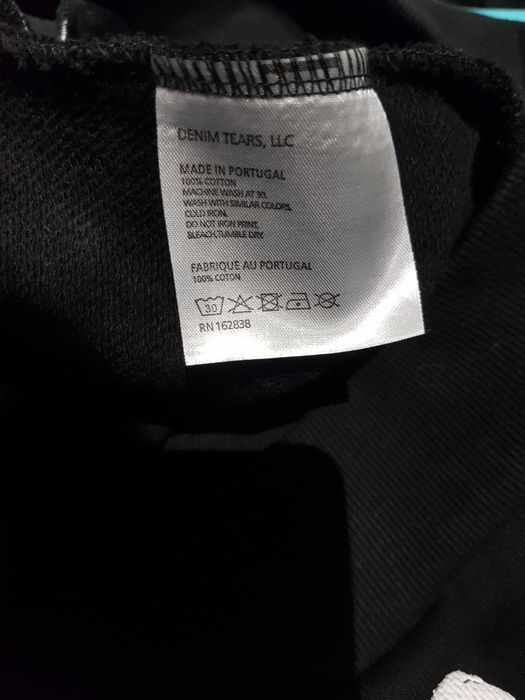 DENIM TEARS, LLC
MADE IN PORTUGAL
100% COTTON
MACHINE WASH AT 30.
WASH WITH SIMILAR COLORS.
COLD IRON.
DO NOT IRON PRINT,
BLEACH,TUMBLE DRY.
FABRIQUE AU PORTUGAL
100% COTON
30
RN 162838